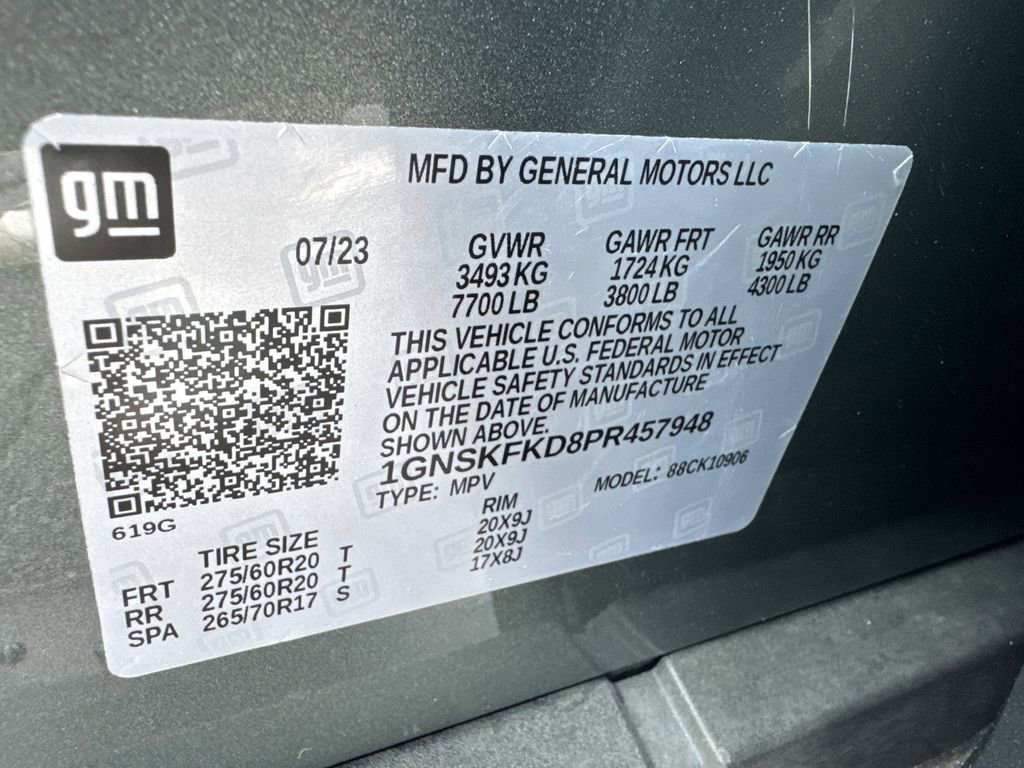 gm
MFD BY GENERAL MOTORS LLC
07/23
GVWR
3493 KG
7700 LB
GAWR FRT
1724 KG
3800 LB
GAWR RR
1950 KG
4300 LB
THIS VEHICLE CONFORMS TO ALL
APPLICABLE U.S. FEDERAL MOTOR
VEHICLE SAFETY STANDARDS IN EFFECT
ON THE DATE OF MANUFACTURE
SHOWN ABOVE.
1GNSKFKD8PR457948
TYPE: MPV MODEL: 88CK10906
619G
TIRE SIZE RIM
FRT 275/60R20 T 20X9J
RR 275/60R20 T 20X9J
SPA 265/70R17 S 17X8J